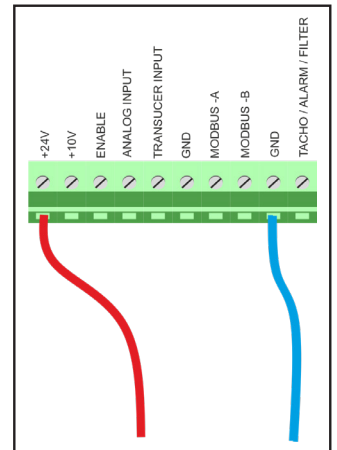 +24V
+10V
ENABLE
ANALOG INPUT
TRANSUCER INPUT
GND
MODBUS -A
MODBUS -B
GND
TACHO / ALARM / FILTER